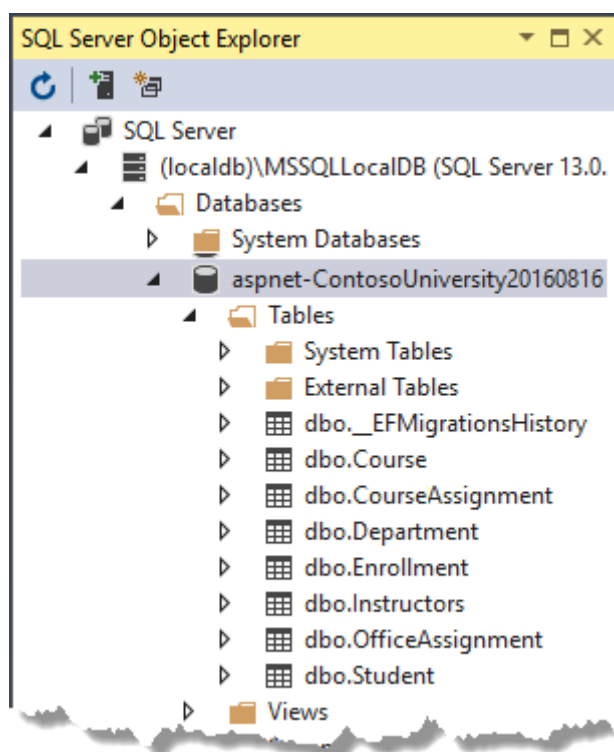 SQL Server Object Explorer
SQL Server
(localdb)\MSSQLLocalDB (SQL Server 13.0.
Databases
System Databases
aspnet-ContosoUniversity20160816
Tables
System Tables
External Tables
dbo.__EFMigrationsHistory
dbo.Course
dbo.CourseAssignment
dbo.Department
dbo.Enrollment
dbo.Instructors
dbo.OfficeAssignment
dbo.Student
Views